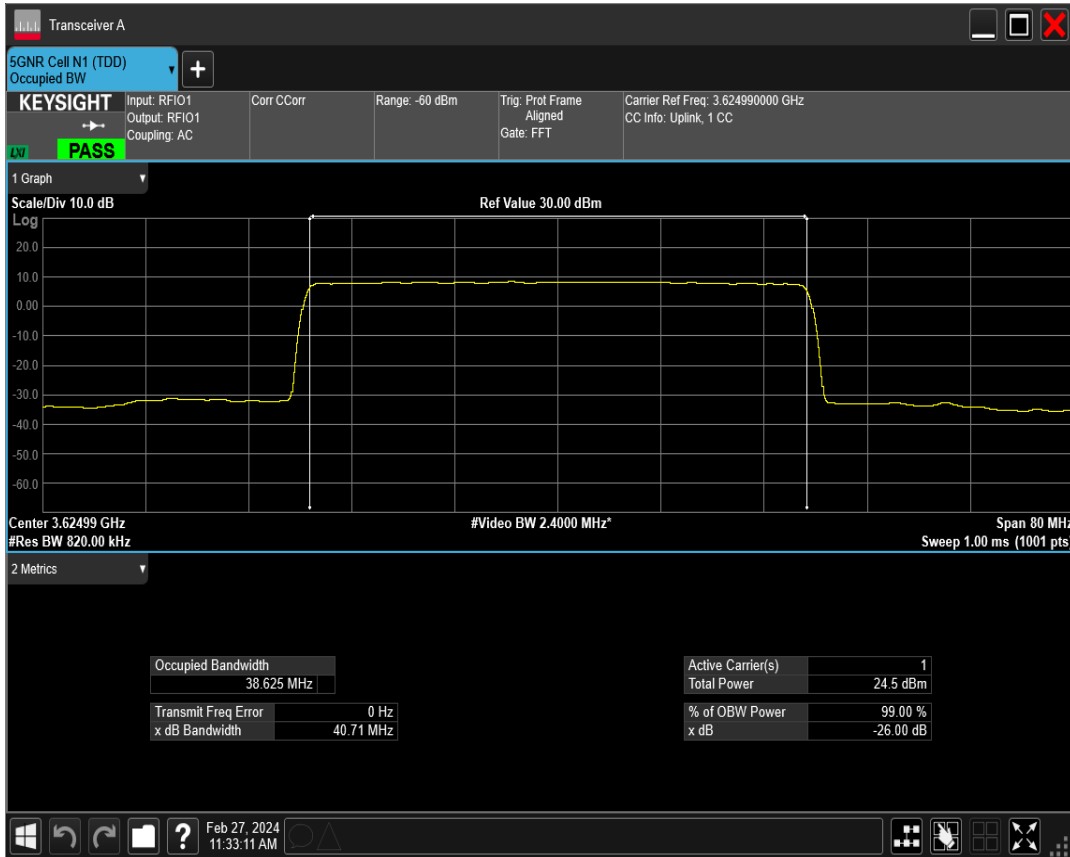 Transceiver A
5GNR Cell N1 (TDD)
Occupied BW
+
KEYSIGHT
LXI
PASS
Input: RFIO1
Output: RFIO1
Coupling: AC
Corr CCorr
Range: -60 dBm
Trig: Prot Frame
Aligned
Gate: FFT
Carrier Ref Freq: 3.624990000 GHz
CC Info: Uplink, 1 CC
1 Graph
Scale/Div 10.0 dB
Ref Value 30.00 dBm
Log
20.0
10.0
0.00
-10.0
-20.0
-30.0
-40.0
-50.0
-60.0
Center 3.62499 GHz
#Video BW 2.4000 MHz*
Span 80 MHz
#Res BW 820.00 kHz
Sweep 1.00 ms (1001 pts)
2 Metrics
Occupied Bandwidth
38.625 MHz
Transmit Freq Error 0 Hz
x dB Bandwidth 40.71 MHz
Active Carrier(s) 1
Total Power 24.5 dBm
% of OBW Power 99.00 %
x dB -26.00 dB
?
Feb 27, 2024
11:33:11 AM